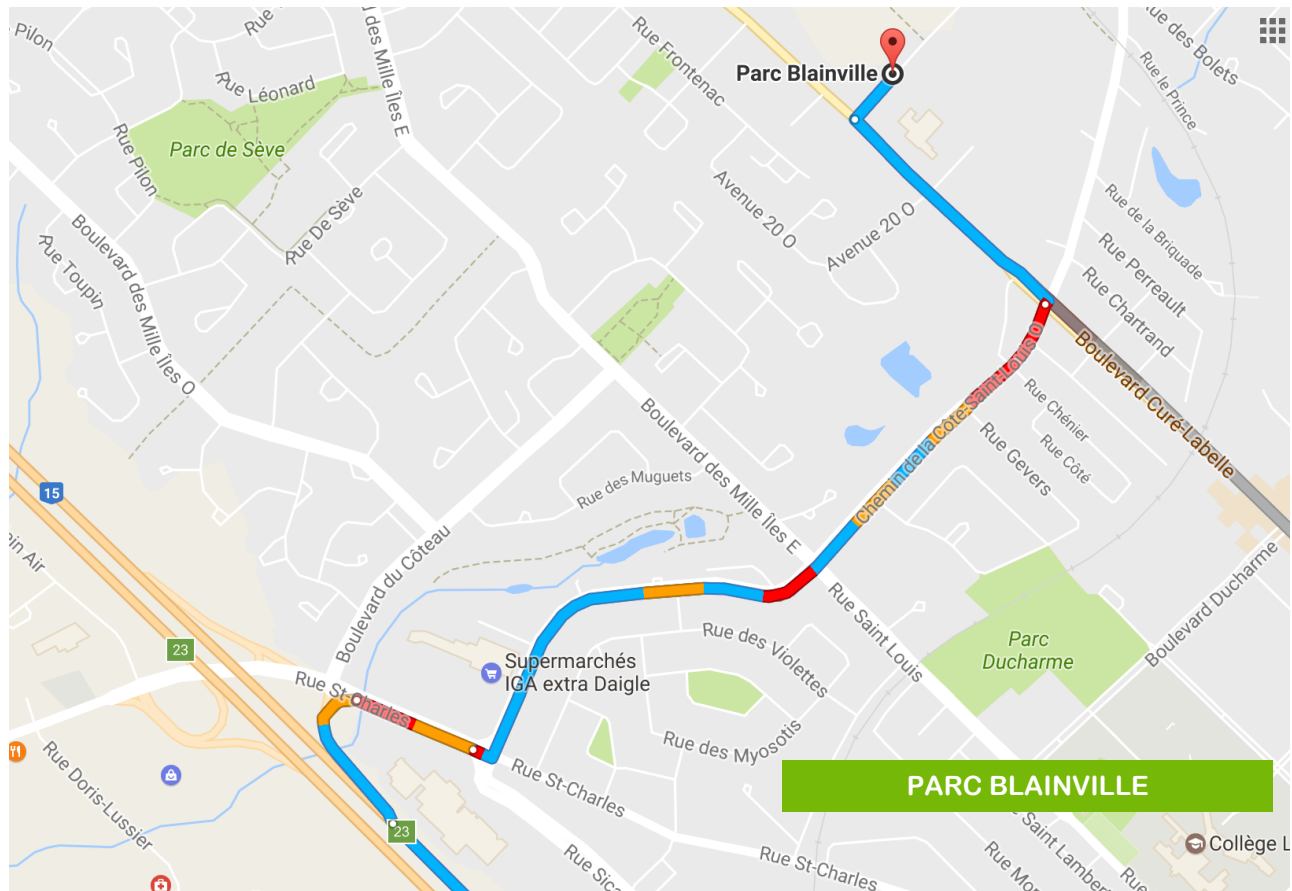 Pilon
Rue
Rue Léonard
Rue Pilon
Parc de Sève
Rue De Sève
Rue Toupin
Boulevard des Mille Îles O
des Mille Îles E
Rue Frontenac
Parc Blainville
Rue des Bolets
Rue le Prince
Avenue 20 O
Avenue 20 O
Rue de la Briquade
Rue Perreault
Rue Chartrand
Boulevard Curé-Labelle
Chemin de la Côte-Saint-Louis O
Rue Chénier
Rue Côté
Rue Gevers
Boulevard des Mille Îles E
Rue des Muguets
Boulevard du Côteau
15
23
Rue St-Charles
Supermarchés
IGA extra Daigle
Rue des Violettes
Rue des Myosotis
Rue Saint Louis
Parc
Ducharme
Boulevard Ducharme
Rue Doris-Lussier
23
Rue St-Charles
Rue St-Charles
PARC BLAINVILLE
Collège L